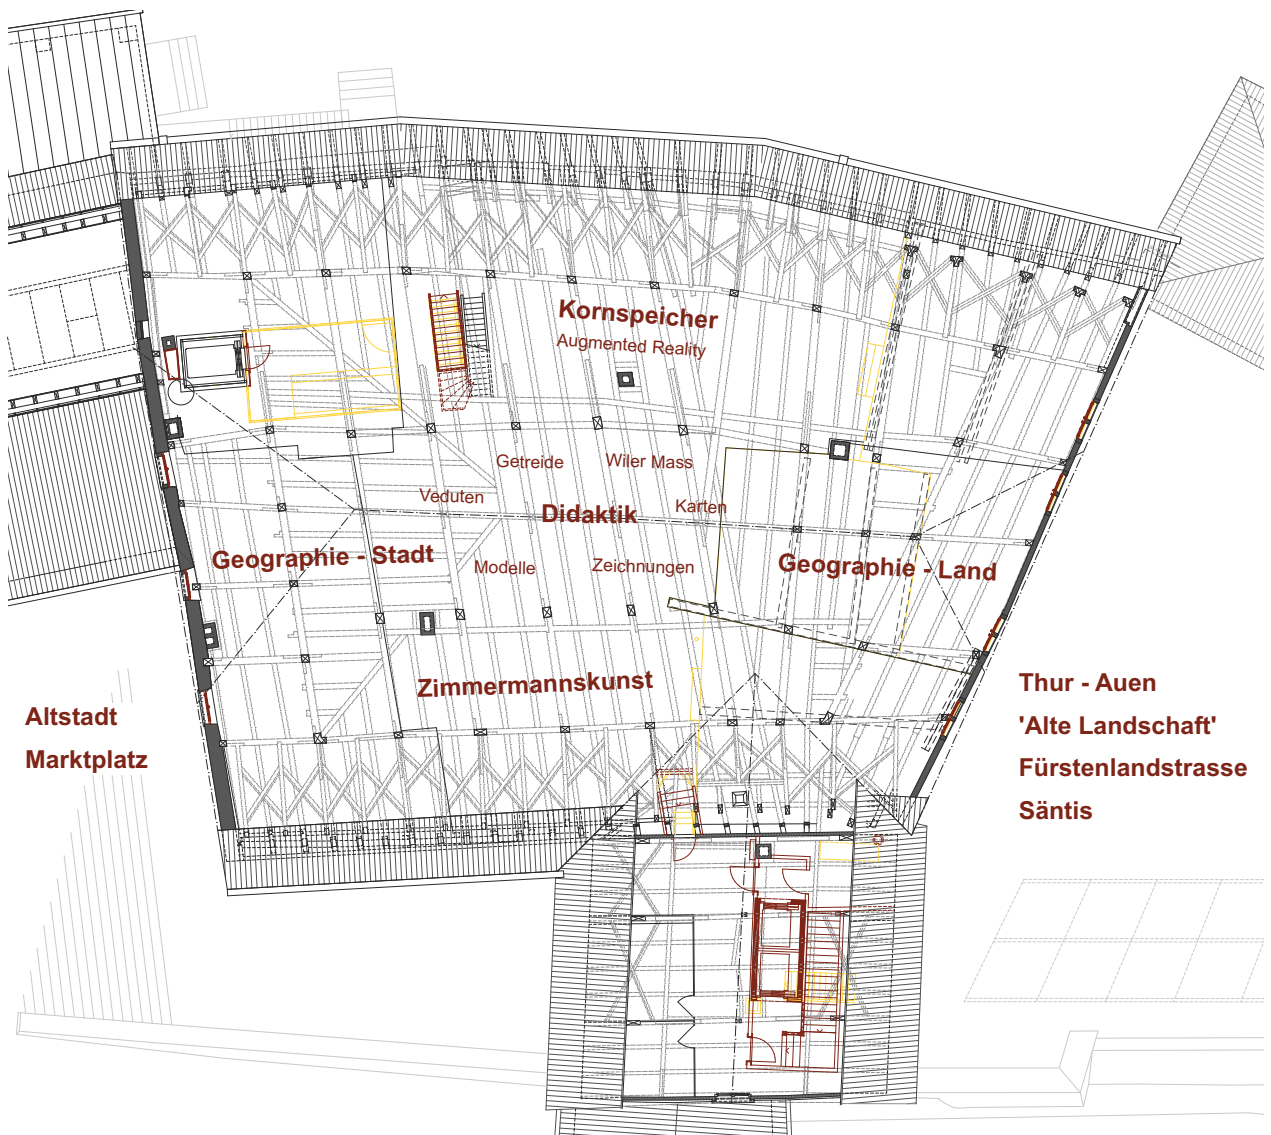 Kornspeicher
Augmented Reality
Getreide
Wiler Mass
Veduten
Karten
Didaktik
Geographie - Stadt
Modelle
Zeichnungen
Geographie - Land
Zimmermannskunst
Altstadt
Marktplatz
Thur - Auen
'Alte Landschaft'
Fürstenlandstrasse
Säntis